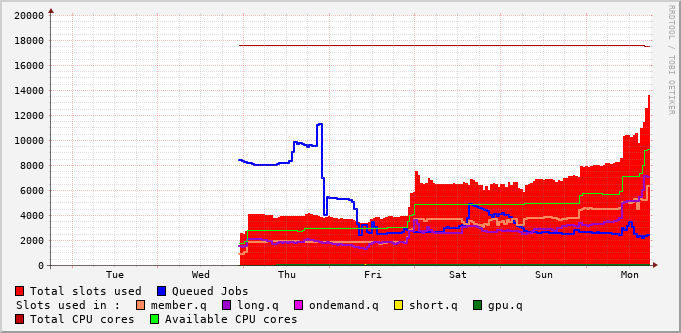 RRDTOOL / TOBI OETIKER
20000
18000
16000
14000
12000
10000
8000
6000
4000
2000
0
Tue Wed Thu Fri Sat Sun Mon
Total slots used Queued Jobs
Slots used in : member.q long.q ondemand.q short.q gpu.q
Total CPU cores Available CPU cores